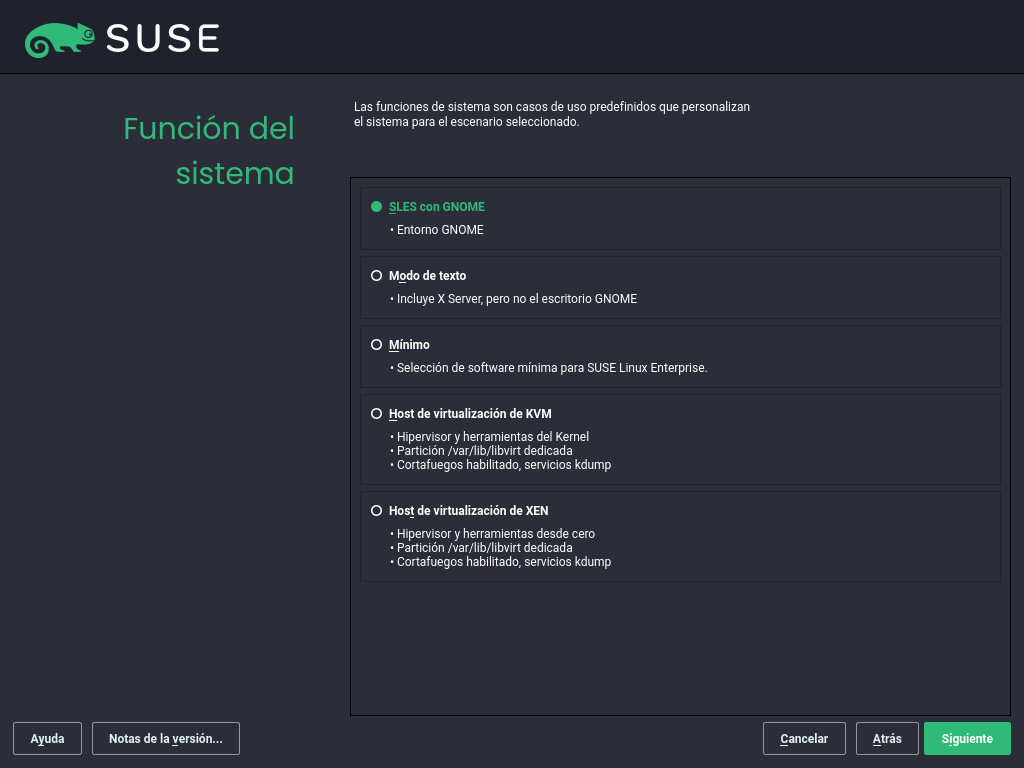 SUSE
Función del
sistema
Las funciones de sistema son casos de uso predefinidos que personalizan
el sistema para el escenario seleccionado.
SLES con GNOME
• Entorno GNOME
Modo de texto
• Incluye X Server, pero no el escritorio GNOME
Mínimo
• Selección de software mínima para SUSE Linux Enterprise.
Host de virtualización de KVM
• Hipervisor y herramientas del Kernel
• Partición /var/lib/libvirt dedicada
• Cortafuegos habilitado, servicios kdump
Host de virtualización de XEN
• Hipervisor y herramientas desde cero
• Partición /var/lib/libvirt dedicada
• Cortafuegos habilitado, servicios kdump
Ayuda Notas de la versión... Cancelar Atrás Siguiente